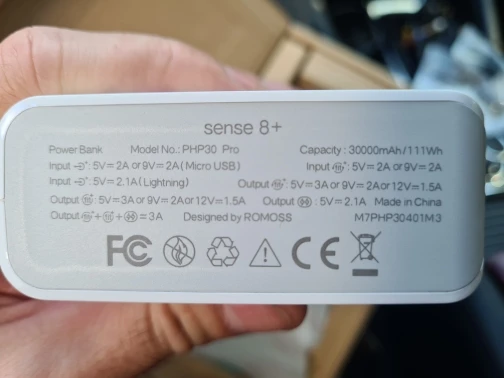 sense 8+
Power Bank Model No.: PHP30 Pro Capacity: 30000mAh/111Wh
Input : 5V=2A or 9V=2A (Micro USB) Input : 5V=2A or 9V=2A
Input : 5V=2.1A (Lightning) Output : 5V=3A or 9V=2A or 12V=1.5A
Output : 5V=3A or 9V=2A or 12V=1.5A Output : 5V=2.1A Made in China
Output + + = 3A Designed by ROMOSS M7PHP30401M3
FC CE